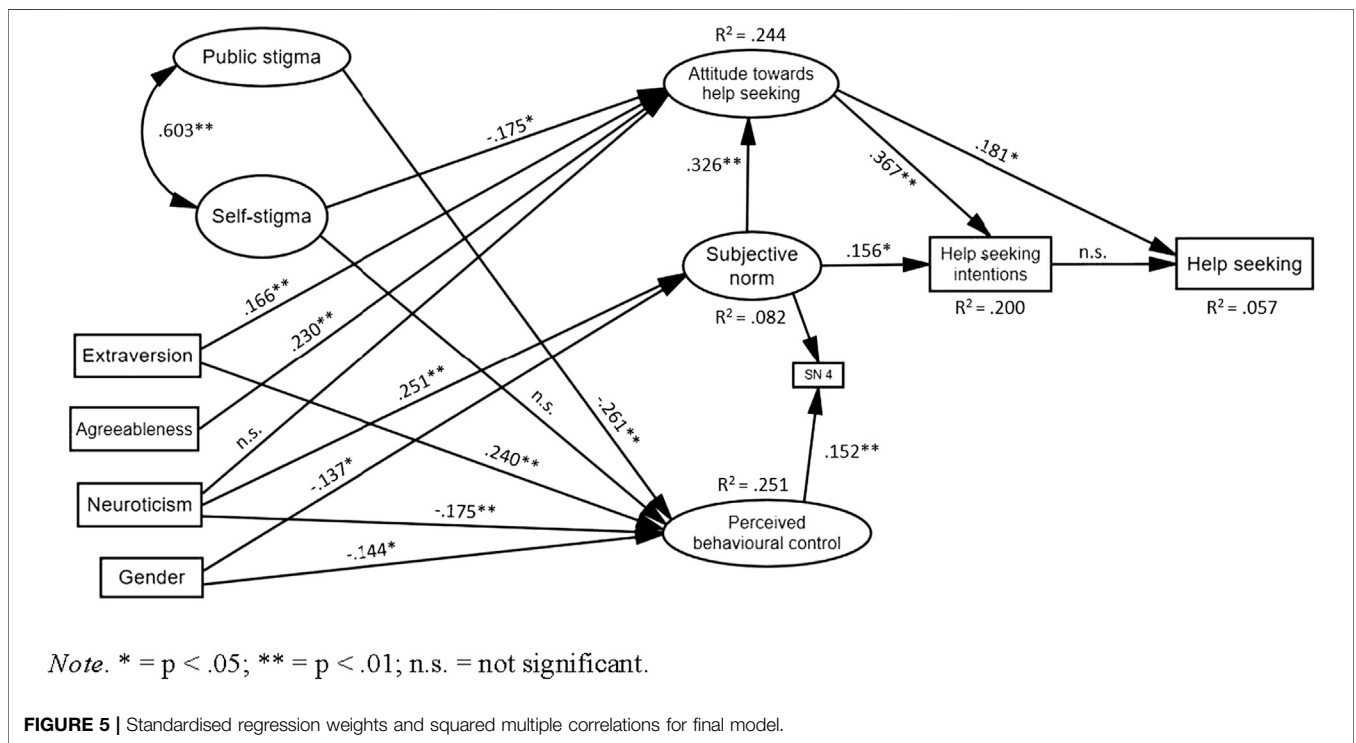 R² = .244
Public stigma
Attitude towards
help seeking
.603**
-.175*
.326**
.367**
.181*
Self-stigma
Subjective
norm
.156*
Help seeking
intentions
n.s.
Help seeking
R² = .082
R² = .200
R² = .057
.166**
.230**
Extraversion
SN 4
.251**
n.s.
-.261**
Agreeableness
n.s.
.240**
.152**
-.137*
R² = .251
Neuroticism
-.175**
Perceived
behavioural control
-.144*
Gender
Note. * = p < .05; ** = p < .01; n.s. = not significant.
FIGURE 5 | Standardised regression weights and squared multiple correlations for final model.